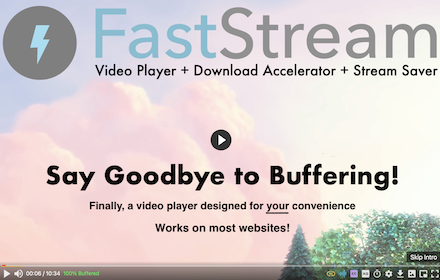 FastStream
Video Player + Download Accelerator + Stream Saver
Say Goodbye to Buffering!
Finally, a video player designed for your convenience
Works on most websites!
Skip Intro
00:06 / 10:34 100% Buffered